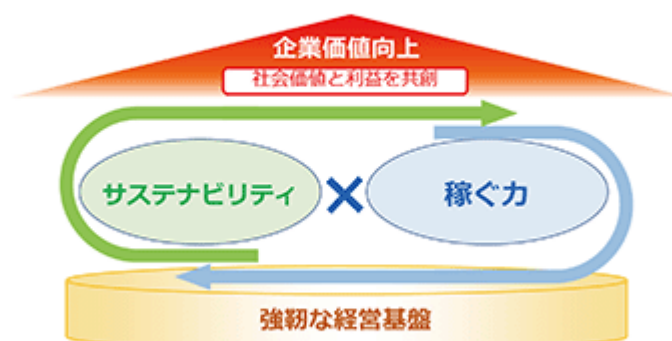 企業価値向上
社会価値と利益を共創
サステナビリティ × 稼ぐ力
強靭な経営基盤